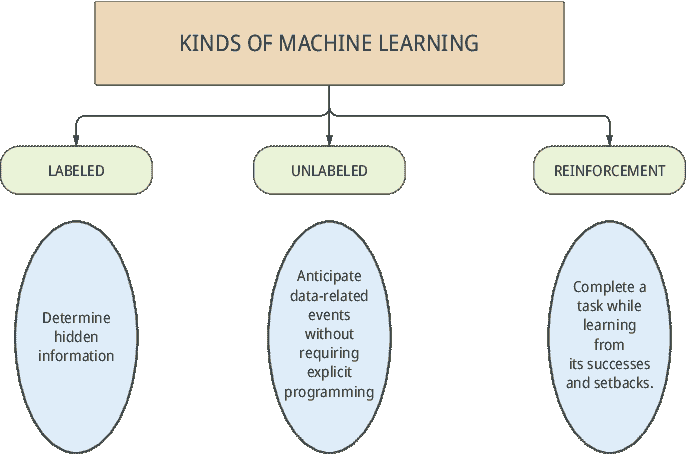 KINDS OF MACHINE LEARNING
LABELED
UNLABELED
REINFORCEMENT
Determine
hidden
information
Anticipate
data-related
events
without
requiring
explicit
programming
Complete a
task while
learning
from
its successes
and setbacks.